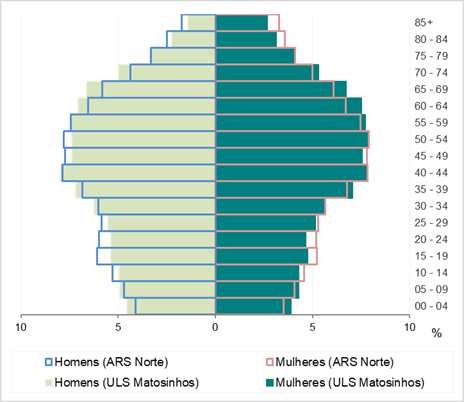 85+
80 - 84
75 - 79
70 - 74
65 - 69
60 - 64
55 - 59
50 - 54
45 - 49
40 - 44
35 - 39
30 - 34
25 - 29
20 - 24
15 - 19
10 - 14
05 - 09
00 - 04
10 5 0 5 10
%
Homens (ARS Norte) Mulheres (ARS Norte)
Homens (ULS Matosinhos) Mulheres (ULS Matosinhos)